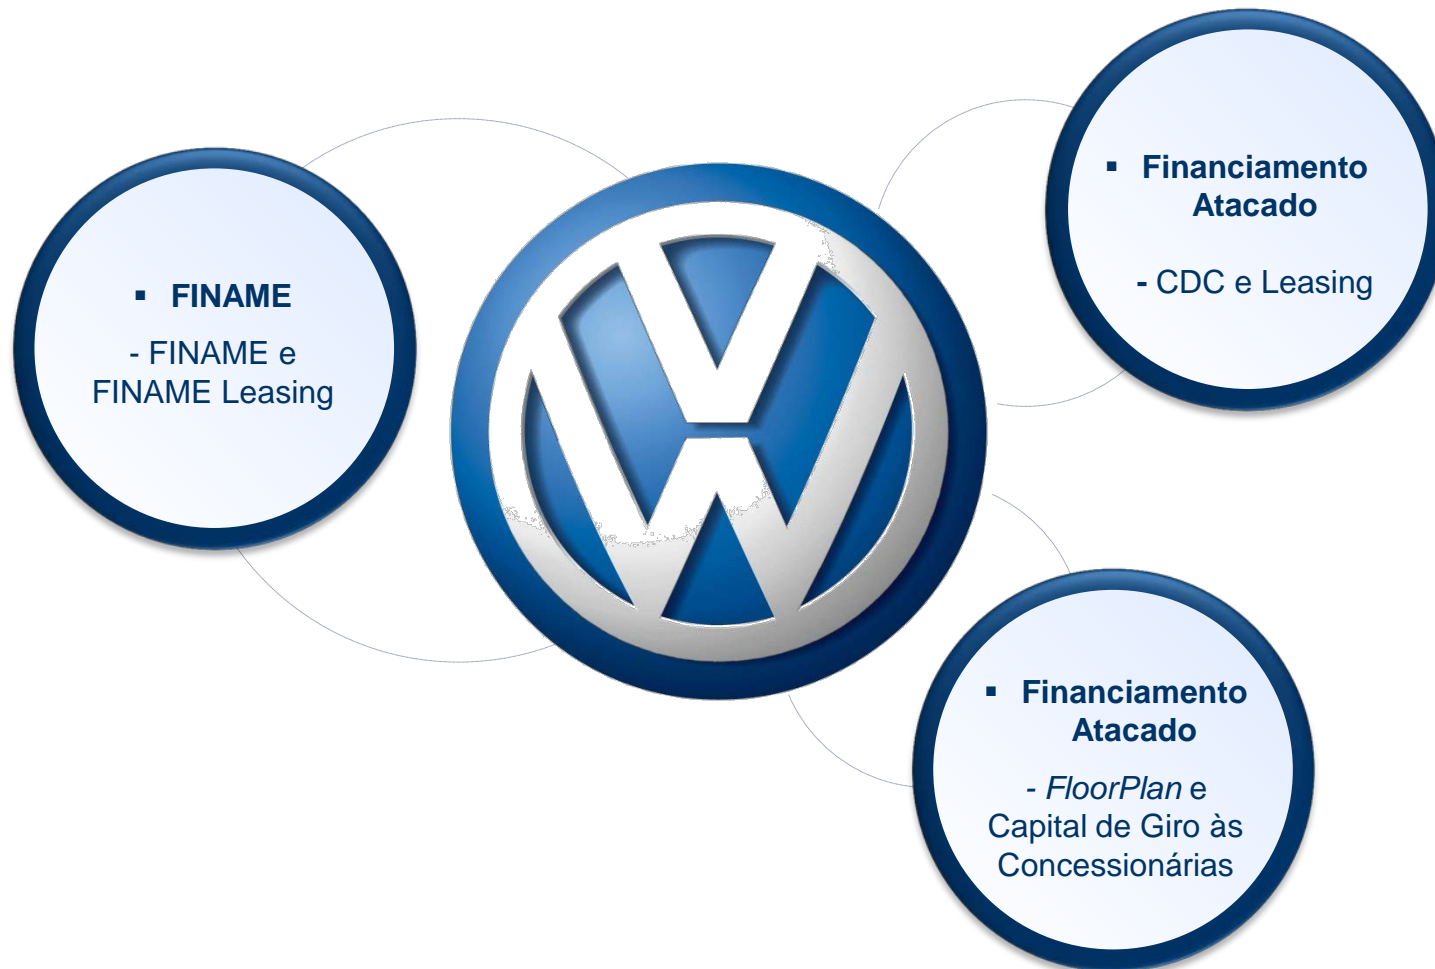 ▪ FINAME
- FINAME e
FINAME Leasing
▪ Financiamento
Atacado
- CDC e Leasing
▪ Financiamento
Atacado
- FloorPlan e
Capital de Giro às
Concessionárias